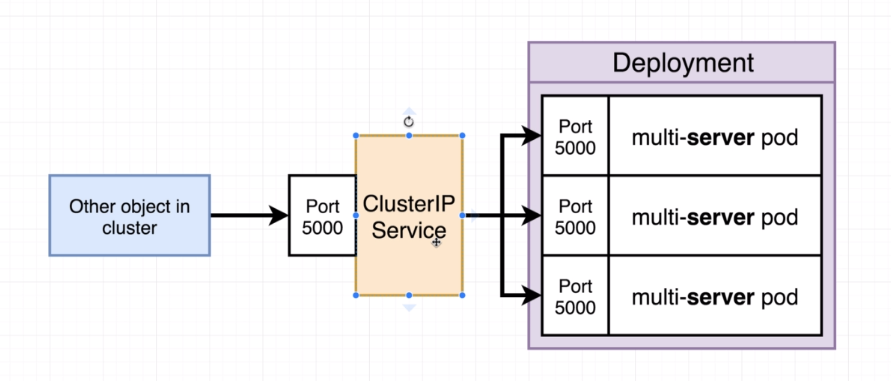 Deployment
Other object in
cluster
Port
5000
ClusterIP
Service
Port
5000
multi-server pod
Port
5000
multi-server pod
Port
5000
multi-server pod